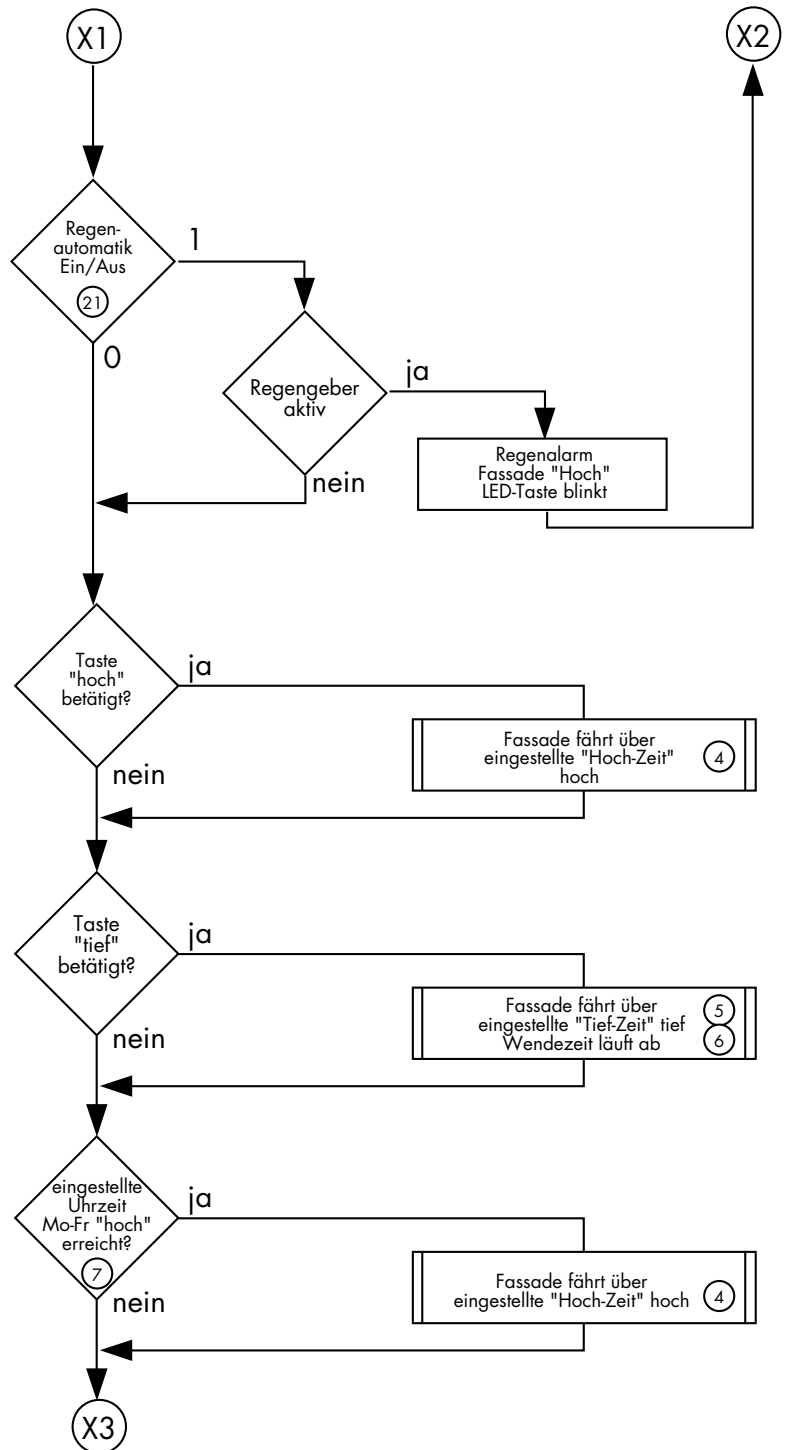 X1
X2
Regen-
automatik
Ein/Aus
21
1
0
Regengeber
aktiv
ja
nein
Regenalarm
Fassade "Hoch"
LED-Taste blinkt
Taste
"hoch"
betätigt?
ja
nein
Fassade fährt über
eingestellte "Hoch-Zeit"
hoch
4
Taste
"tief"
betätigt?
ja
nein
Fassade fährt über
eingestellte "Tief-Zeit" tief
Wendezeit läuft ab
5
6
eingestellte
Uhrzeit
Mo-Fr "hoch"
erreicht?
7
ja
nein
Fassade fährt über
eingestellte "Hoch-Zeit" hoch
4
X3